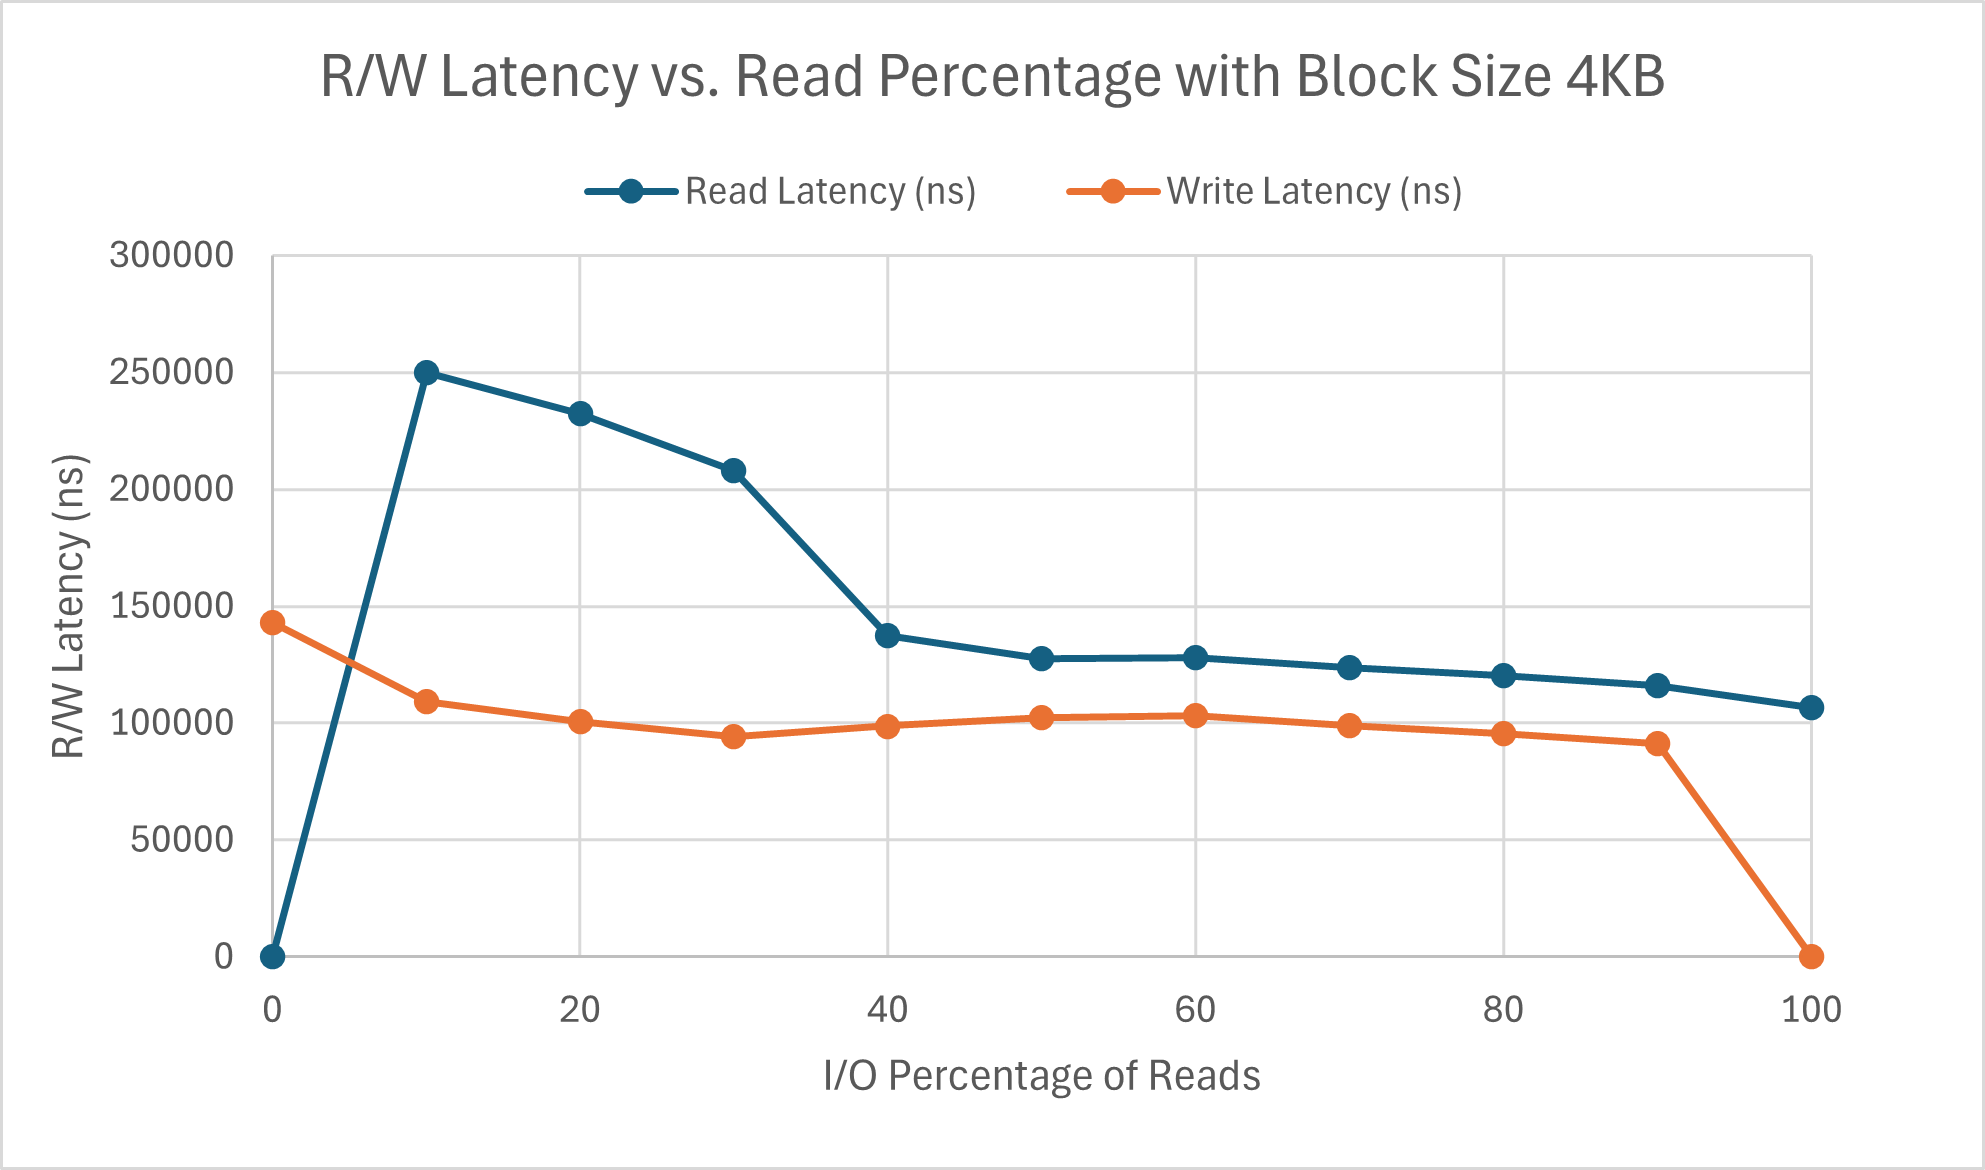 R/W Latency vs. Read Percentage with Block Size 4KB
Read Latency (ns) Write Latency (ns)
R/W Latency (ns)
300000
250000
200000
150000
100000
50000
0
0 20 40 60 80 100
I/O Percentage of Reads